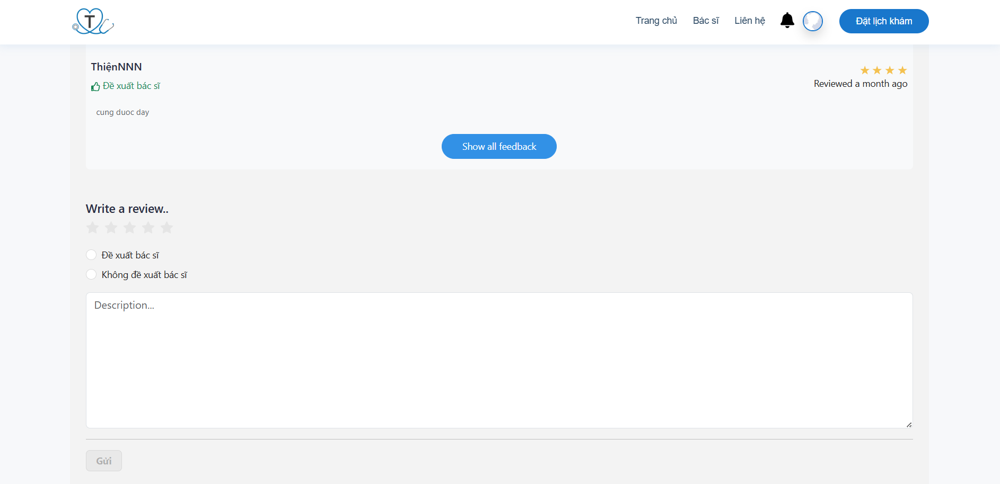 T
Trang chủ
Bác sĩ
Liên hệ
Đặt lịch khám
ThiệnNNN
Đề xuất bác sĩ
Reviewed a month ago
cung duoc day
Show all feedback
Write a review..
Đề xuất bác sĩ
Không đề xuất bác sĩ
Description...
Gửi